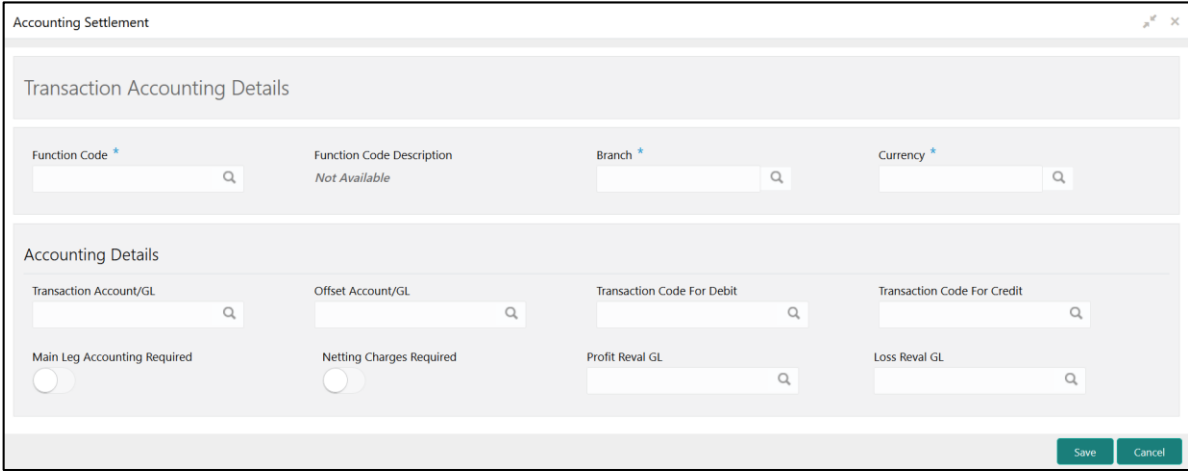 Accounting Settlement
Transaction Accounting Details
Function Code *
Function Code Description
Branch *
Currency *
Not Available
Accounting Details
Transaction Account/GL
Offset Account/GL
Transaction Code For Debit
Transaction Code For Credit
Main Leg Accounting Required
Netting Charges Required
Profit Reval GL
Loss Reval GL
Save
Cancel